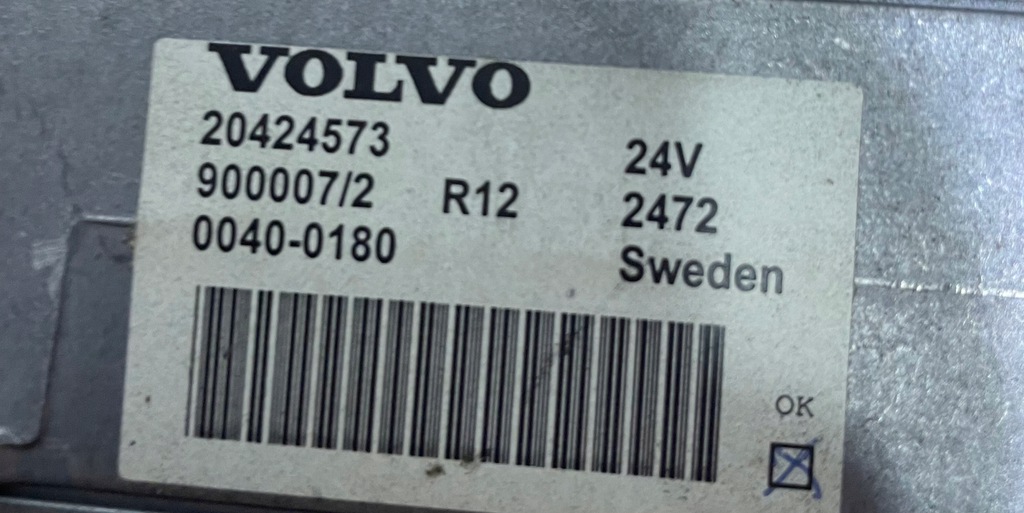 VOLVO
20424573
24V
900007/2 R12
2472
0040-0180
Sweden
OK